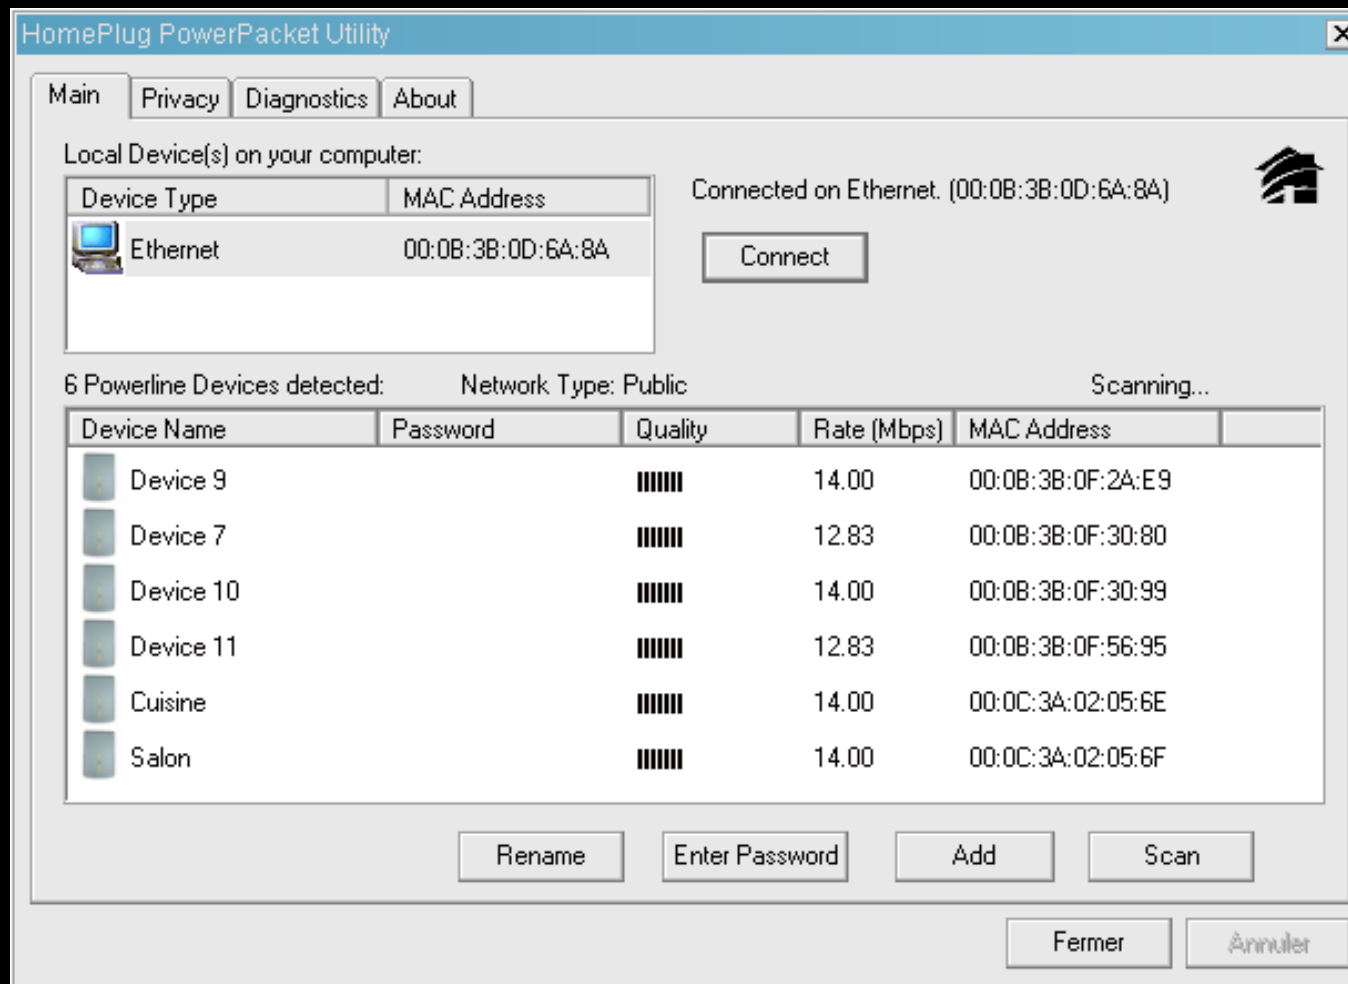 HomePlug PowerPacket Utility
Main Privacy Diagnostics About
Local Device(s) on your computer:
Device Type MAC Address
Ethernet 00:0B:3B:0D:6A:8A
Connected on Ethernet. (00:0B:3B:0D:6A:8A)
Connect
6 Powerline Devices detected: Network Type: Public Scanning...
Device Name Password Quality Rate (Mbps) MAC Address
Device 9 14.00 00:0B:3B:0F:2A:E9
Device 7 12.83 00:0B:3B:0F:30:80
Device 10 14.00 00:0B:3B:0F:30:99
Device 11 12.83 00:0B:3B:0F:56:95
Cuisine 14.00 00:0C:3A:02:05:6E
Salon 14.00 00:0C:3A:02:05:6F
Rename Enter Password Add Scan
Fermer Annuler